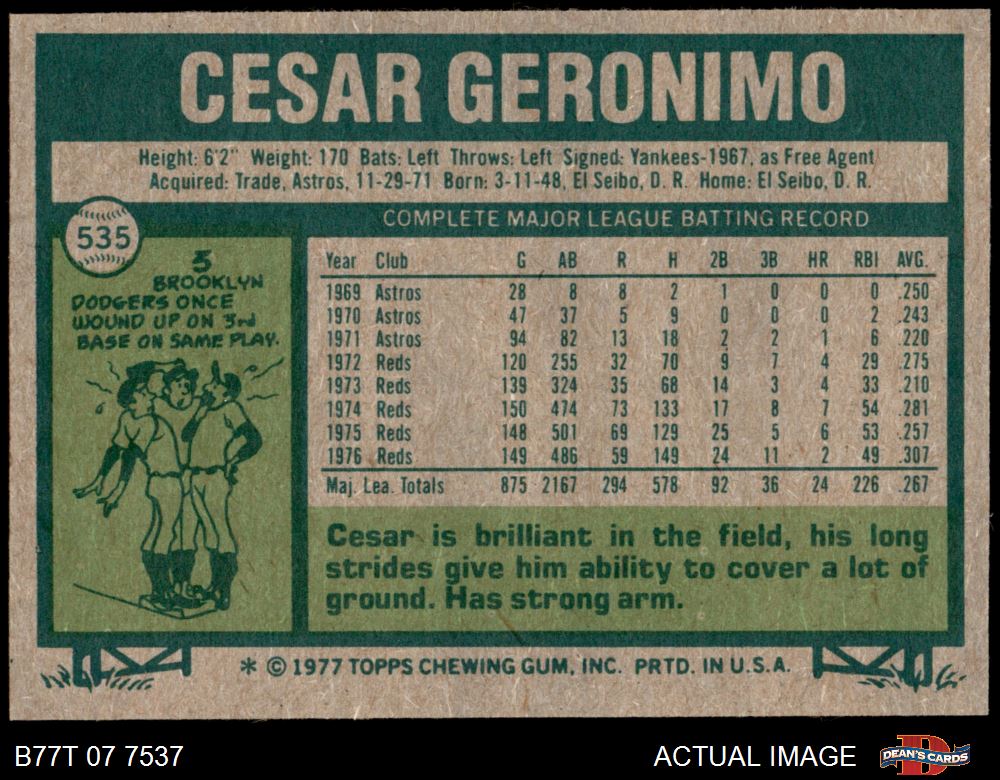 CESAR GERONIMO
Height: 6'2" Weight: 170 Bats: Left Throws: Left Signed: Yankees-1967, as Free Agent
Acquired: Trade, Astros, 11-29-71 Born: 3-11-48, El Seibo, D. R. Home: El Seibo, D. R.
535
3
BROOKLYN
DODGERS ONCE
WOUND UP ON 3rd
BASE ON SAME PLAY.
COMPLETE MAJOR LEAGUE BATTING RECORD
Year Club G AB R H 2B 3B HR RBI AVG.
1969 Astros 28 8 8 2 1 0 0 0 .250
1970 Astros 47 37 5 9 0 0 0 2 .243
1971 Astros 94 82 13 18 2 2 1 6 .220
1972 Reds 120 255 32 70 9 7 4 29 .275
1973 Reds 139 324 35 68 14 3 4 33 .210
1974 Reds 150 474 73 133 17 8 7 54 .281
1975 Reds 148 501 69 129 25 5 6 53 .257
1976 Reds 149 486 59 149 24 11 2 49 .307
Maj. Lea. Totals 875 2167 294 578 92 36 24 226 .267
Cesar is brilliant in the field, his long
strides give him ability to cover a lot of
ground. Has strong arm.
* © 1977 TOPPS CHEWING GUM, INC. PRTD. IN U.S.A.
B77T 07 7537
ACTUAL IMAGE
DEAN'S CARDS